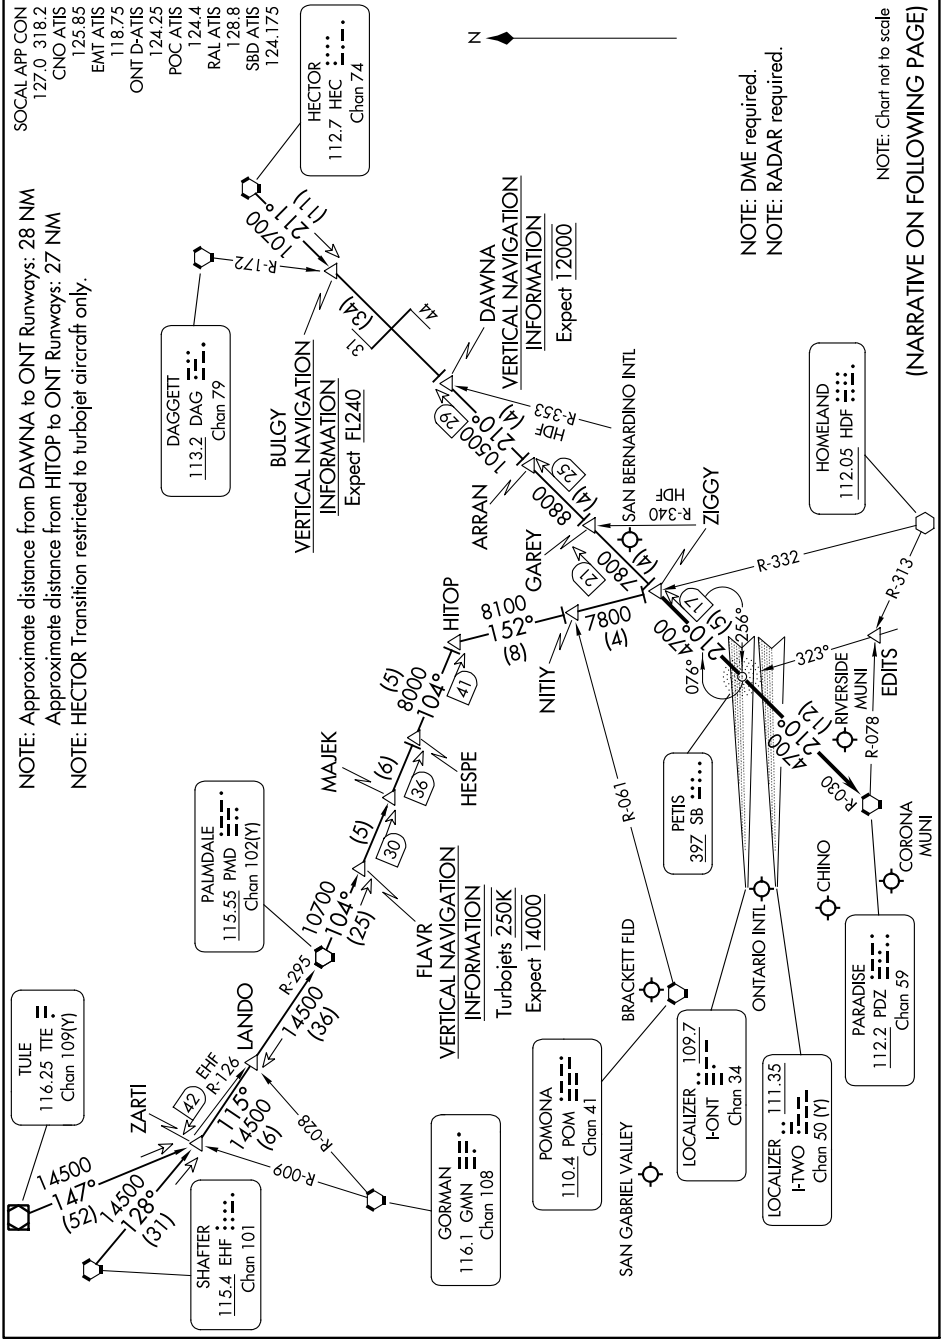 SOCAL APP CON
127.0 318.2
CNO ATIS
125.85
EMT ATIS
118.75
ONT D-ATIS
124.25
POC ATIS
124.4
RAL ATIS
128.8
SBD ATIS
124.175
NOTE: Approximate distance from DAWNA to ONT Runways: 28 NM
Approximate distance from HITOP to ONT Runways: 27 NM
NOTE: HECTOR Transition restricted to turbojet aircraft only.
TULE
116.25 TTE
Chan 109(Y)
14500
147°
(52)
SHAFTER
115.4 EHF
Chan 101
14500
128°
(31)
ZARTI
42
EHF
R-126
115°
14500
(6)
LANDO
R-009
R-028
GORMAN
116.1 GMN
Chan 108
R-295
14500
(36)
PALMDALE
115.55 PMD
Chan 102(Y)
10700
104°
(25)
FLAVR
VERTICAL NAVIGATION
INFORMATION
Turbojets 250K
Expect 14000
(5)
30
MAJEK
(6)
36
HESPE
(5)
8000
104°
41
HITOP
8100
152°
(8)
NITIY
7800
(4)
R-061
DAGGETT
113.2 DAG
Chan 79
R-172
HECTOR
112.7 HEC
Chan 74
10700
211°
(11)
BULGY
VERTICAL NAVIGATION
INFORMATION
Expect FL240
(34)
31
44
DAWNA
VERTICAL NAVIGATION
INFORMATION
Expect 12000
29
10500
210°
(4)
HDF
R-353
ARRAN
25
8800
(4)
GAREY
21
7800
(4)
R-340
HDF
SAN BERNARDINO INTL
ZIGGY
17
4700
210°
(5)
256°
076°
PETIS
397 SB
323°
R-332
HOMELAND
112.05 HDF
R-313
EDITS
RIVERSIDE
MUNI
R-078
4700
210°
(12)
R-030
PARADISE
112.2 PDZ
Chan 59
CORONA
MUNI
CHINO
ONTARIO INTL
BRACKETT FLD
POMONA
110.4 POM
Chan 41
SAN GABRIEL VALLEY
LOCALIZER 109.7
I-ONT
Chan 34
LOCALIZER 111.35
I-TWO
Chan 50 (Y)
N
NOTE: DME required.
NOTE: RADAR required.
NOTE: Chart not to scale
(NARRATIVE ON FOLLOWING PAGE)